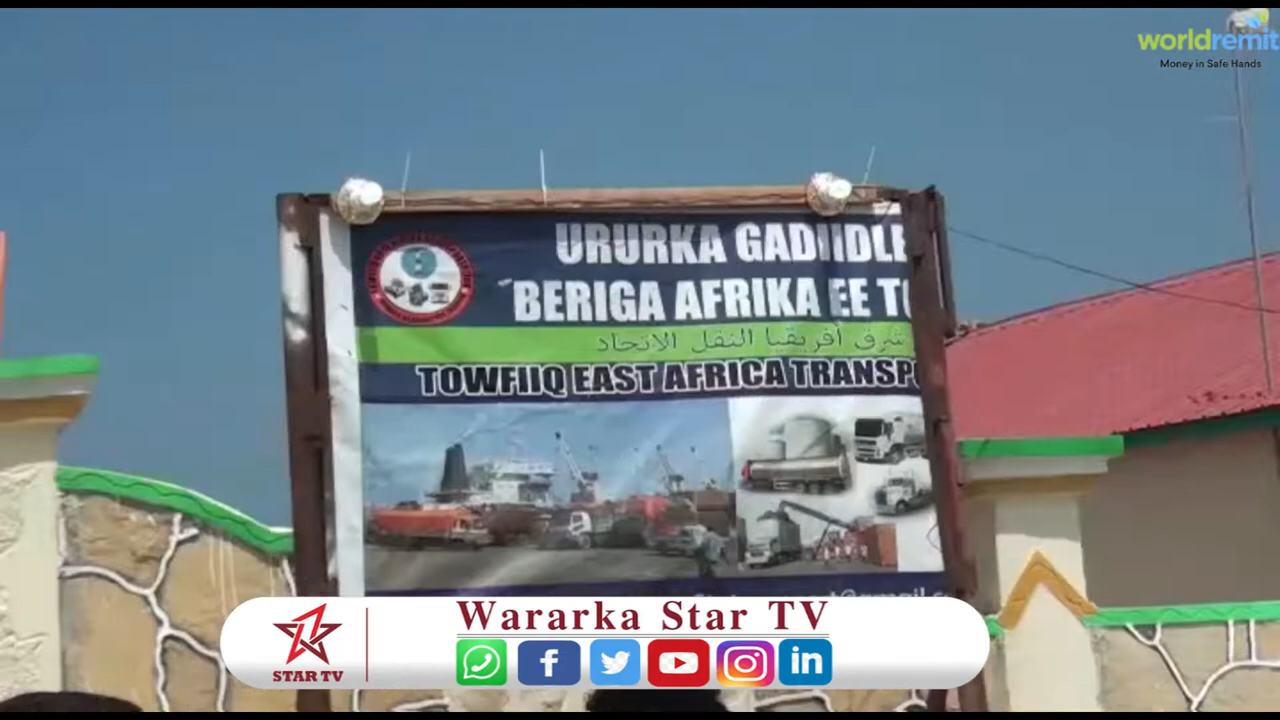 worldremit
Money in Safe Hands
URURKA GADIIDLE
BERIGA AFRIKA EE T
شرق أفريقيا النقل الاتحاد
TOWFIIQ EAST AFRICA TRANSP
Wararka Star TV
STAR TV